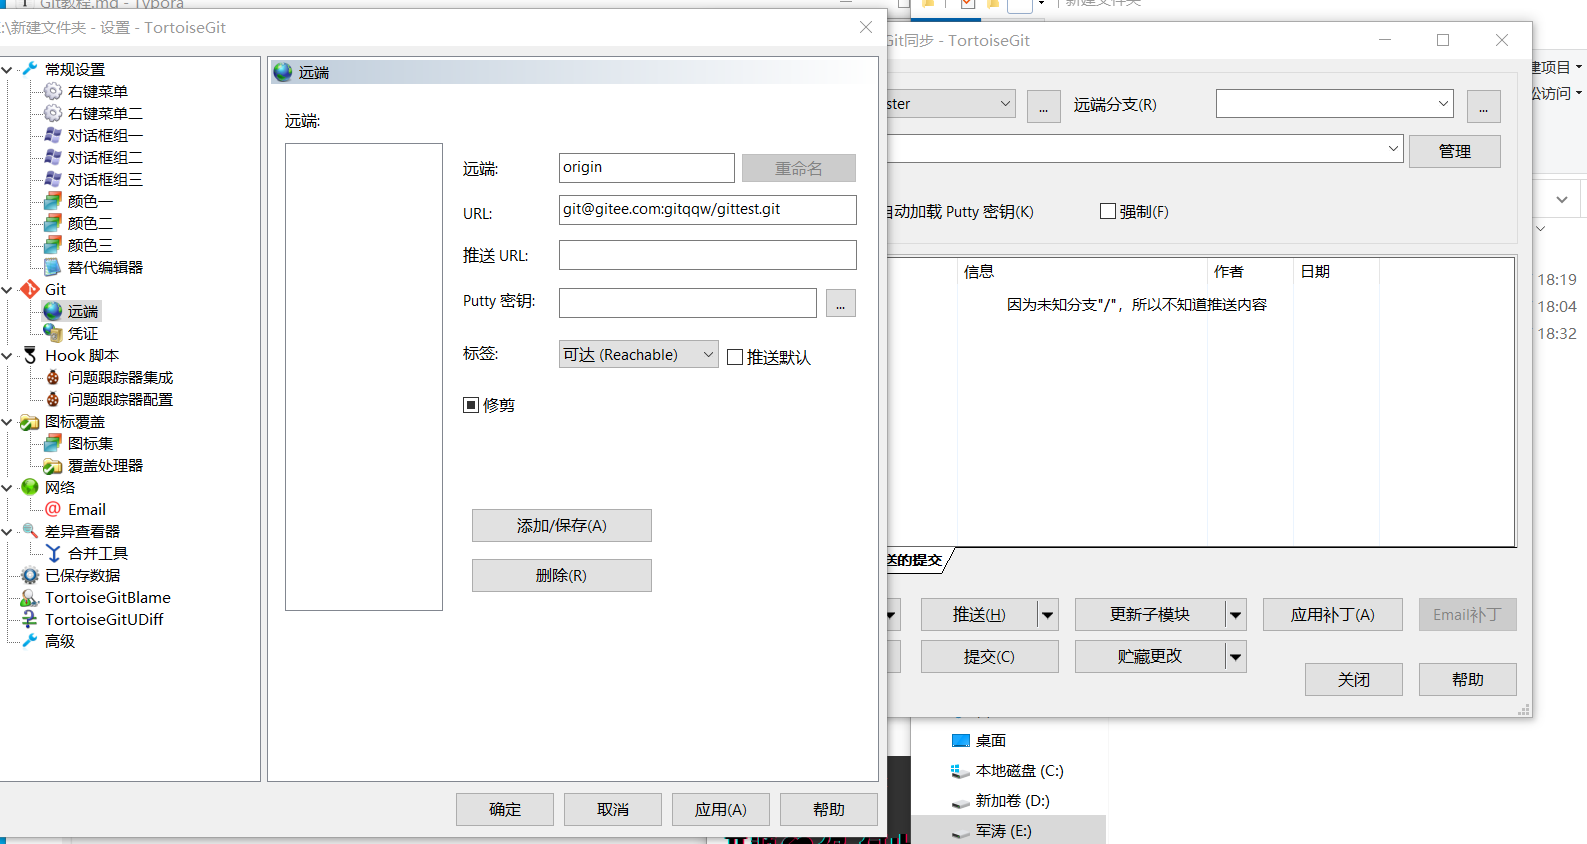 Git教程.md - Typora
:\新建文件夹 - 设置 - TortoiseGit
常规设置
右键菜单
右键菜单二
对话框组一
对话框组二
对话框组三
颜色一
颜色二
颜色三
替代编辑器
Git
远端
凭证
Hook 脚本
问题跟踪器集成
问题跟踪器配置
图标覆盖
图标集
覆盖处理器
网络
Email
差异查看器
合并工具
已保存数据
TortoiseGitBlame
TortoiseGitUDiff
高级
远端
远端:
远端: origin 重命名
URL: git@gitee.com:gitqqw/gittest.git
推送 URL:
Putty 密钥: ...
标签: 可达 (Reachable) 推送默认
修剪
添加/保存(A)
删除(R)
确定 取消 应用(A) 帮助
新建文件夹
Git同步 - TortoiseGit
ster ... 远端分支(R) ...
管理
自动加载 Putty 密钥(K) 强制(F)
信息 作者 日期
因为未知分支"/"，所以不知道推送内容
送的提交
推送(H) 更新子模块 应用补丁(A) Email补丁
提交(C) 贮藏更改
关闭 帮助
建项目
松访问
18:19
18:04
18:32
桌面
本地磁盘 (C:)
新加卷 (D:)
军涛 (E:)